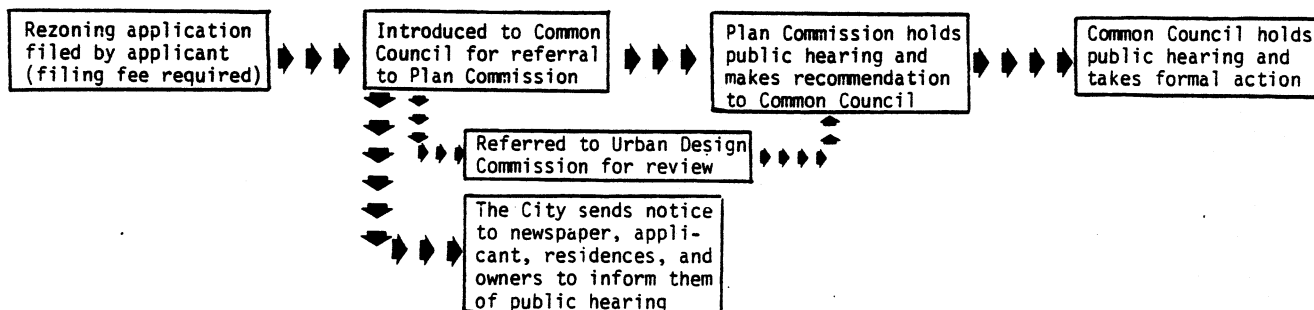 Rezoning application
filed by applicant
(filing fee required)
Introduced to Common
Council for referral
to Plan Commission
Plan Commission holds
public hearing and
makes recommendation
to Common Council
Common Council holds
public hearing and
takes formal action
Referred to Urban Design
Commission for review
The City sends notice
to newspaper, appli-
cant, residences, and
owners to inform them
of public hearing